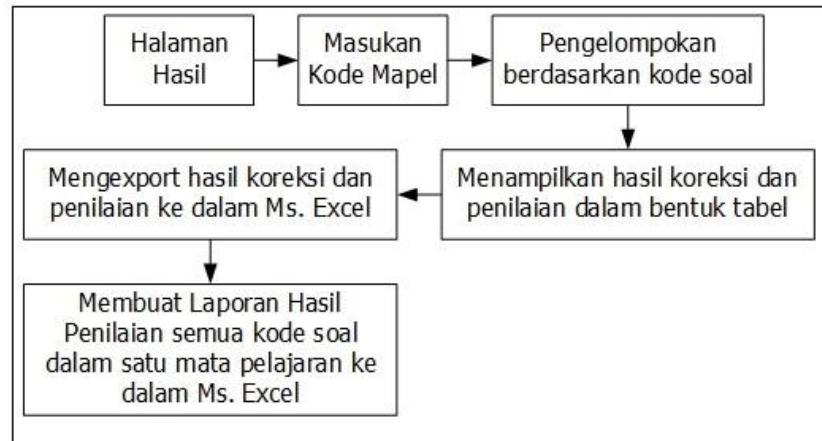 Halaman
Hasil
Masukan
Kode Mapel
Pengelompokan
berdasarkan kode soal
Menampilkan hasil koreksi dan
penilaian dalam bentuk tabel
Mengexport hasil koreksi dan
penilaian ke dalam Ms. Excel
Membuat Laporan Hasil
Penilaian semua kode soal
dalam satu mata pelajaran ke
dalam Ms. Excel